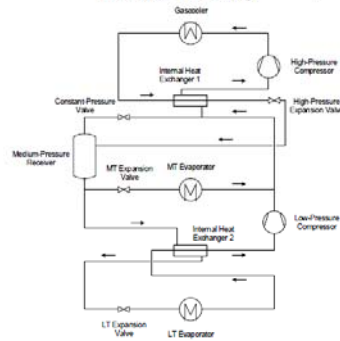 Gascooler
Internal Heat
Exchanger 1
High-Pressure
Compressor
Constant-Pressure
Valve
High-Pressure
Expansion Valve
Medium-Pressure
Receiver
MT Expansion
Valve
MT Evaporator
Internal Heat
Exchanger 2
Low-Pressure
Compressor
LT Expansion
Valve
LT Evaporator